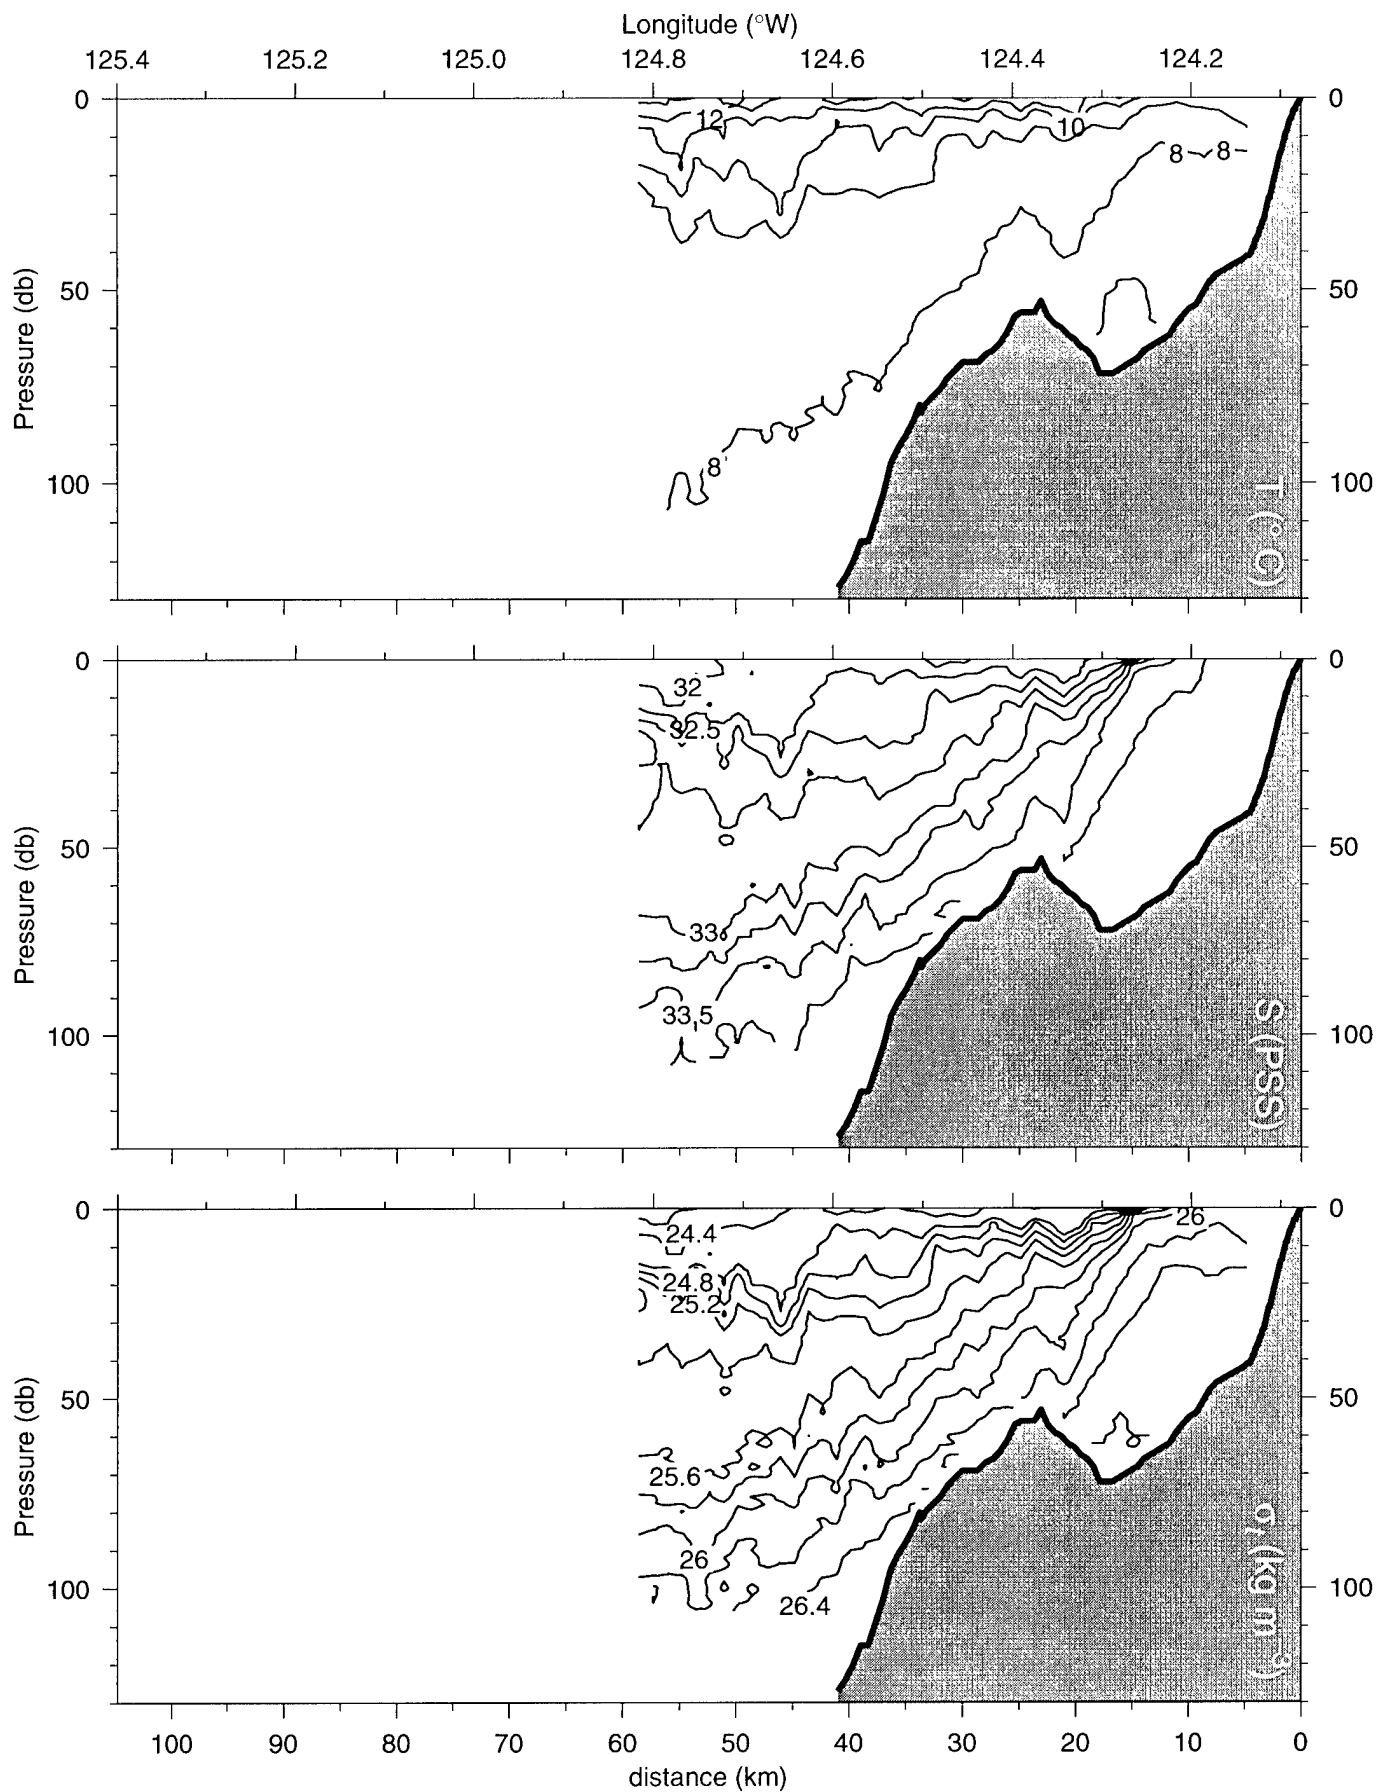 Longitude (°W)
125.4 125.2 125.0 124.8 124.6 124.4 124.2
0 0
12 10
8 8
50 50
Pressure (db)
8
100 100
T (°C)
0 0
32
32.5
50 50
Pressure (db)
33
33.5
100 100
S (PSS)
0 26 0
24.4
24.8
25.2
50 50
Pressure (db)
25.6
26
100 100
26.4
σt (kg m-3)
100 90 80 70 60 50 40 30 20 10 0
distance (km)